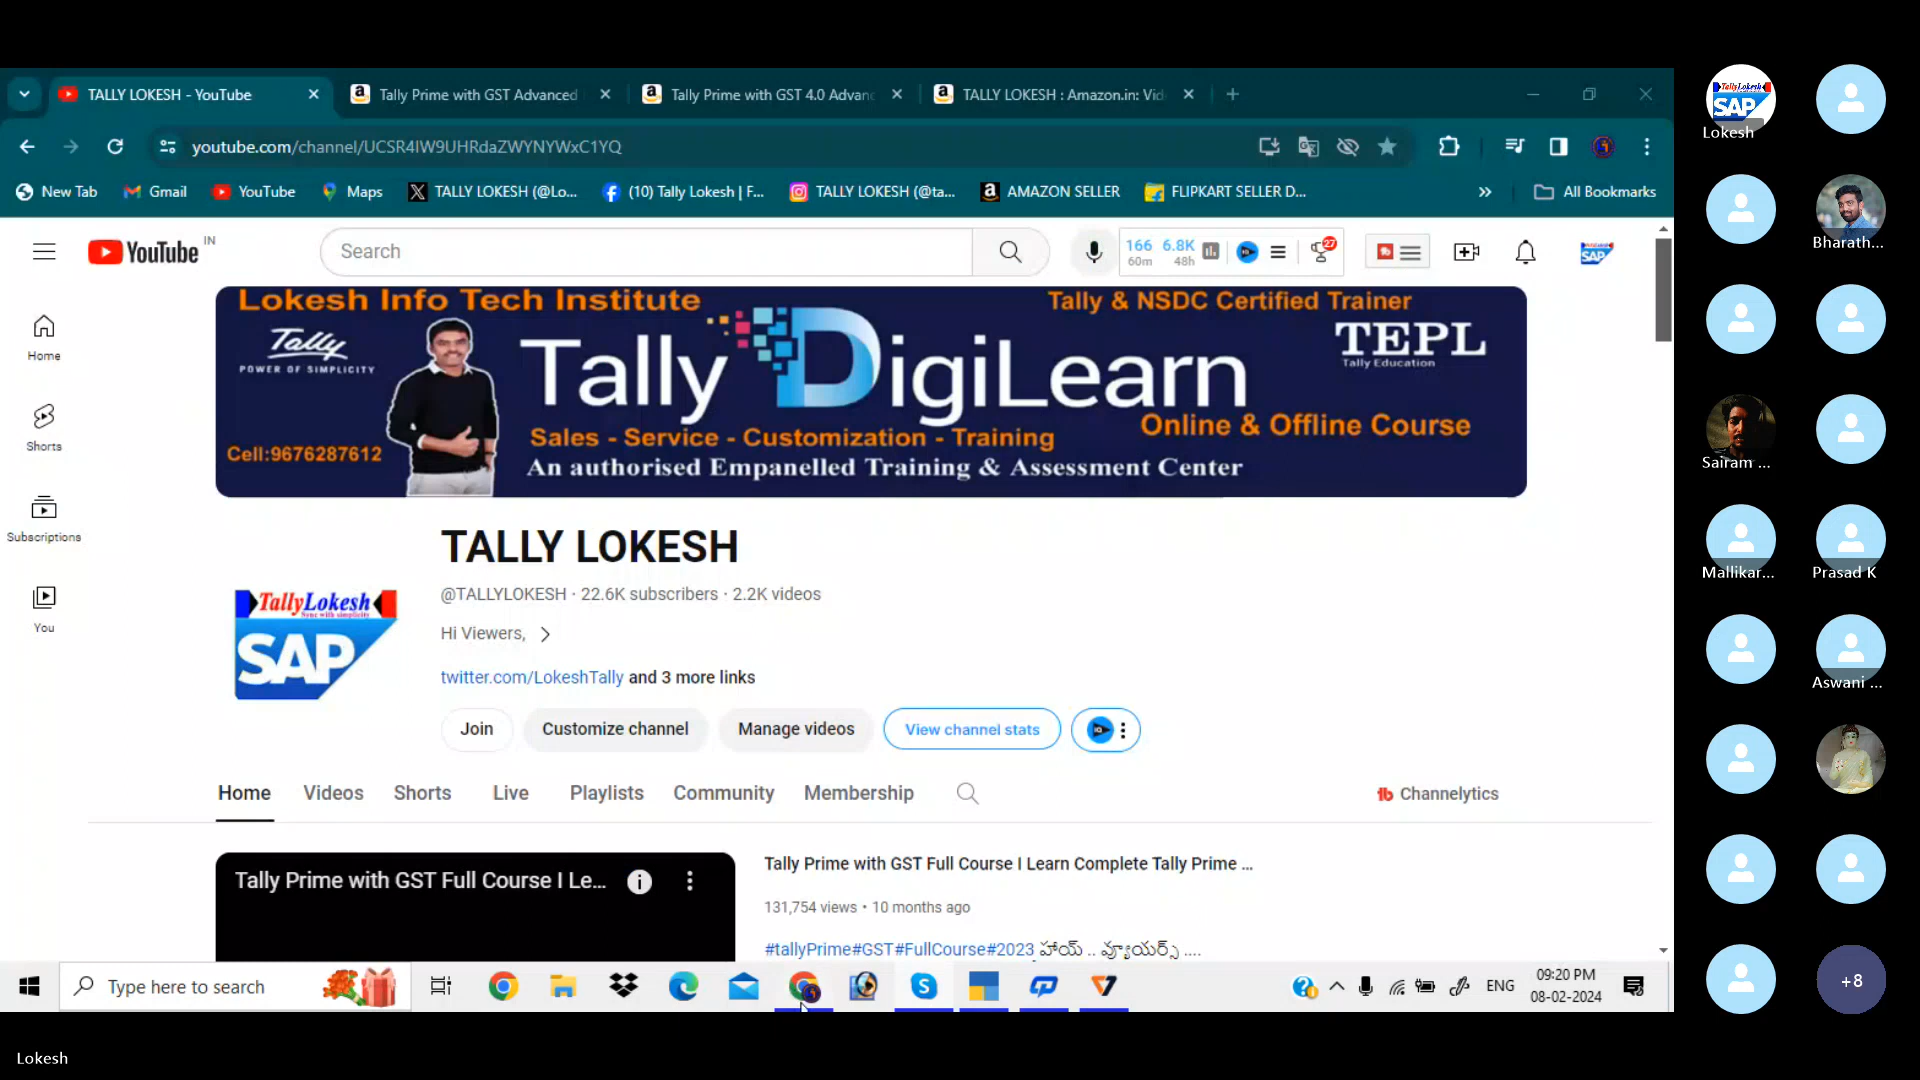 TALLY LOKESH - YouTube
Tally Prime with GST Advanced
Tally Prime with GST 4.0 Advanc
TALLY LOKESH : Amazon.in: Vid
youtube.com/channel/UCSR4IW9UHRdaZWYNYWxC1YQ
New Tab
Gmail
YouTube
Maps
TALLY LOKESH (@Lo...
(10) Tally Lokesh | F...
TALLY LOKESH (@ta...
AMAZON SELLER
FLIPKART SELLER D...
»
All Bookmarks
YouTube IN
Search
166 60m
6.8K 48h
27
SAP
Home
Shorts
Subscriptions
You
Lokesh Info Tech Institute
Tally & NSDC Certified Trainer
Tally
POWER OF SIMPLICITY
Tally DigiLearn
TEPL
Tally Education
Cell:9676287612
Sales - Service - Customization - Training
Online & Offline Course
An authorised Empanelled Training & Assessment Center
TallyLokesh
Sync with simplicity
SAP
TALLY LOKESH
@TALLYLOKESH · 22.6K subscribers · 2.2K videos
Hi Viewers,
twitter.com/LokeshTally and 3 more links
Join
Customize channel
Manage videos
View channel stats
Home
Videos
Shorts
Live
Playlists
Community
Membership
Channelytics
Tally Prime with GST Full Course I Le...
Tally Prime with GST Full Course I Learn Complete Tally Prime ...
131,754 views • 10 months ago
#tallyPrime#GST#FullCourse#2023 హాయ్ .. వ్యూయర్స్ ....
Type here to search
ENG
09:20 PM
08-02-2024
TallyLokesh
SAP
Lokesh
Bharath...
Sairam ...
Mallikar...
Prasad K
Aswani ...
+8
Lokesh